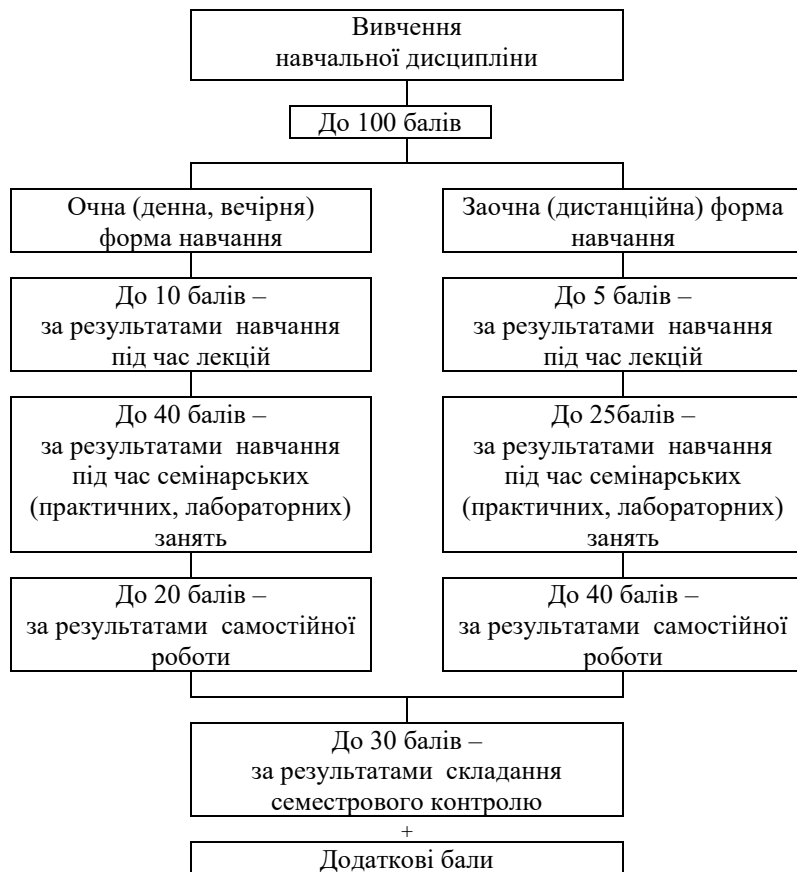 Вивчення
навчальної дисципліни
До 100 балів
Очна (денна, вечірня)
форма навчання
Заочна (дистанційна) форма
навчання
До 10 балів –
за результатами навчання
під час лекцій
До 5 балів –
за результатами навчання
під час лекцій
До 40 балів –
за результатами навчання
під час семінарських
(практичних, лабораторних)
занять
До 25балів –
за результатами навчання
під час семінарських
(практичних, лабораторних)
занять
До 20 балів –
за результатами самостійної
роботи
До 40 балів –
за результатами самостійної
роботи
До 30 балів –
за результатами складання
семестрового контролю
+
Додаткові бали